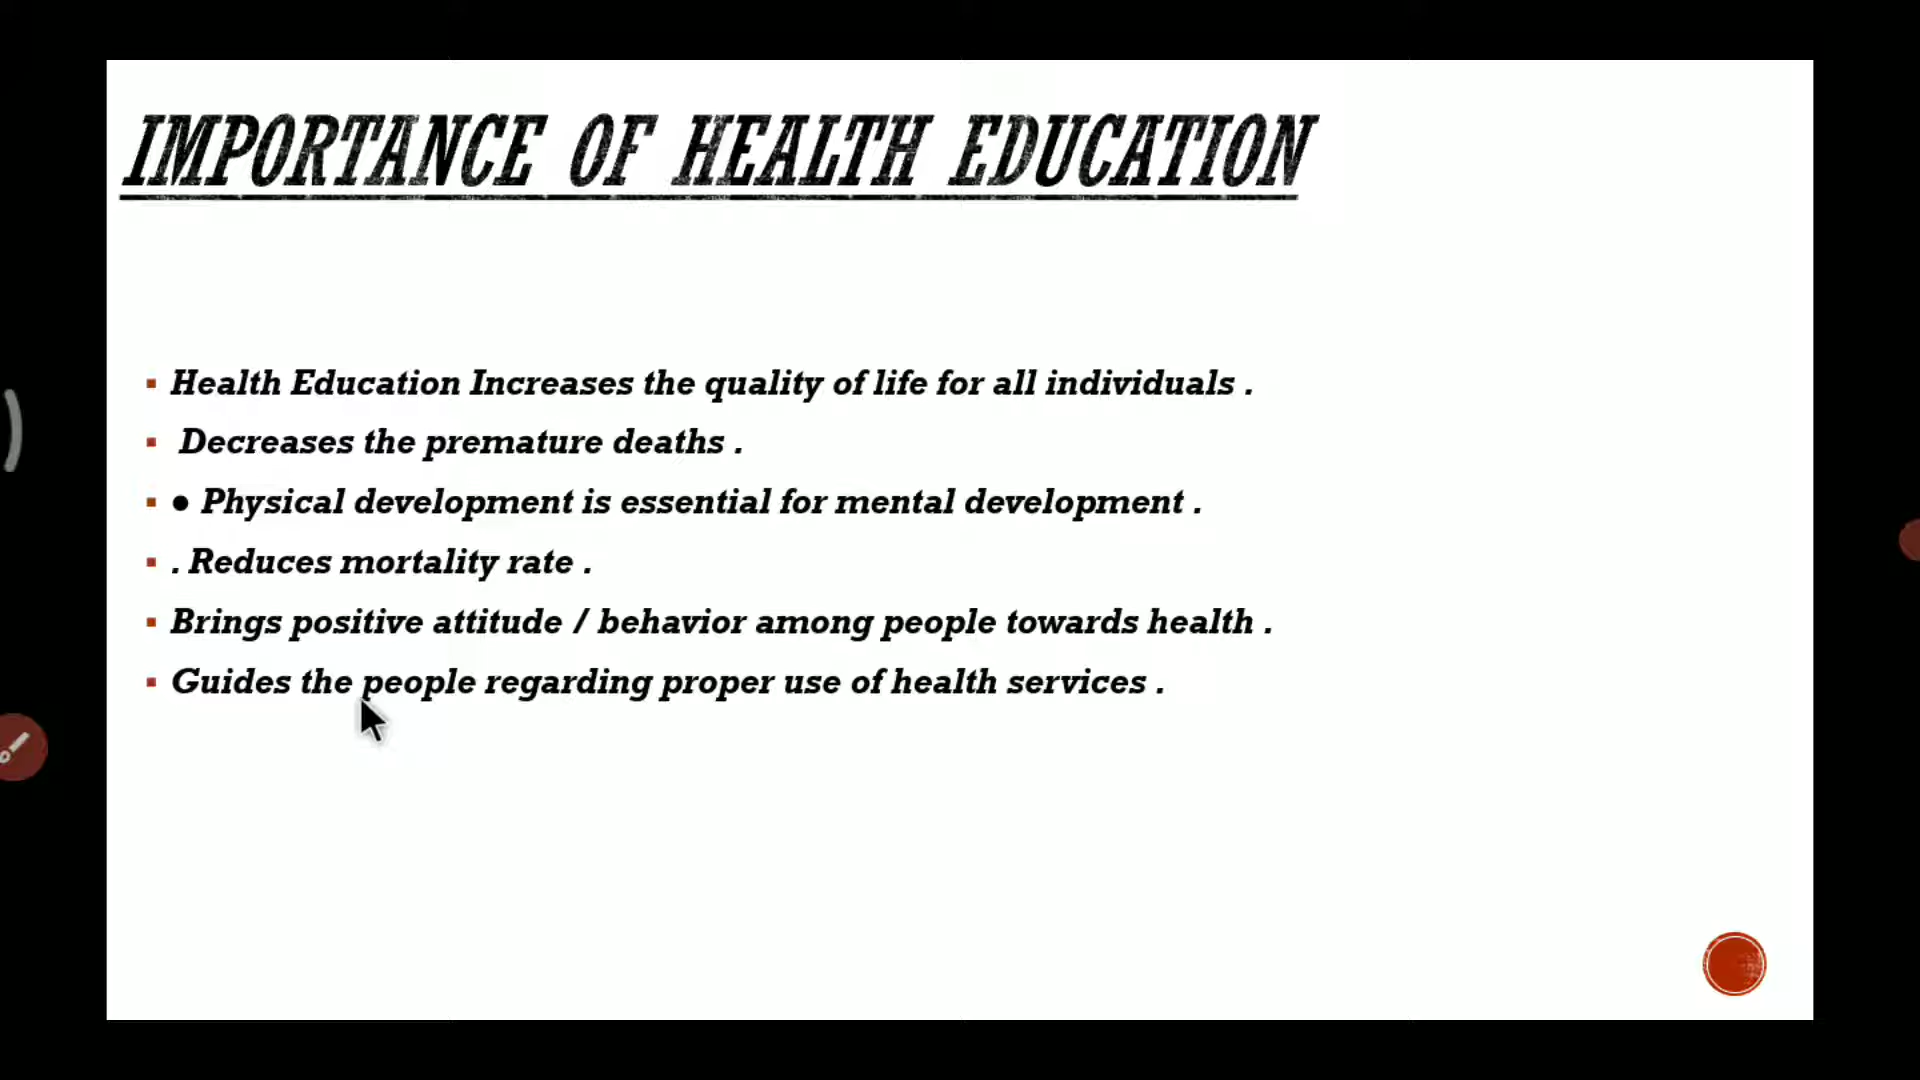 IMPORTANCE OF HEALTH EDUCATION
▪ Health Education Increases the quality of life for all individuals .
▪ Decreases the premature deaths .
▪ ● Physical development is essential for mental development .
▪ . Reduces mortality rate .
▪ Brings positive attitude / behavior among people towards health .
▪ Guides the people regarding proper use of health services .